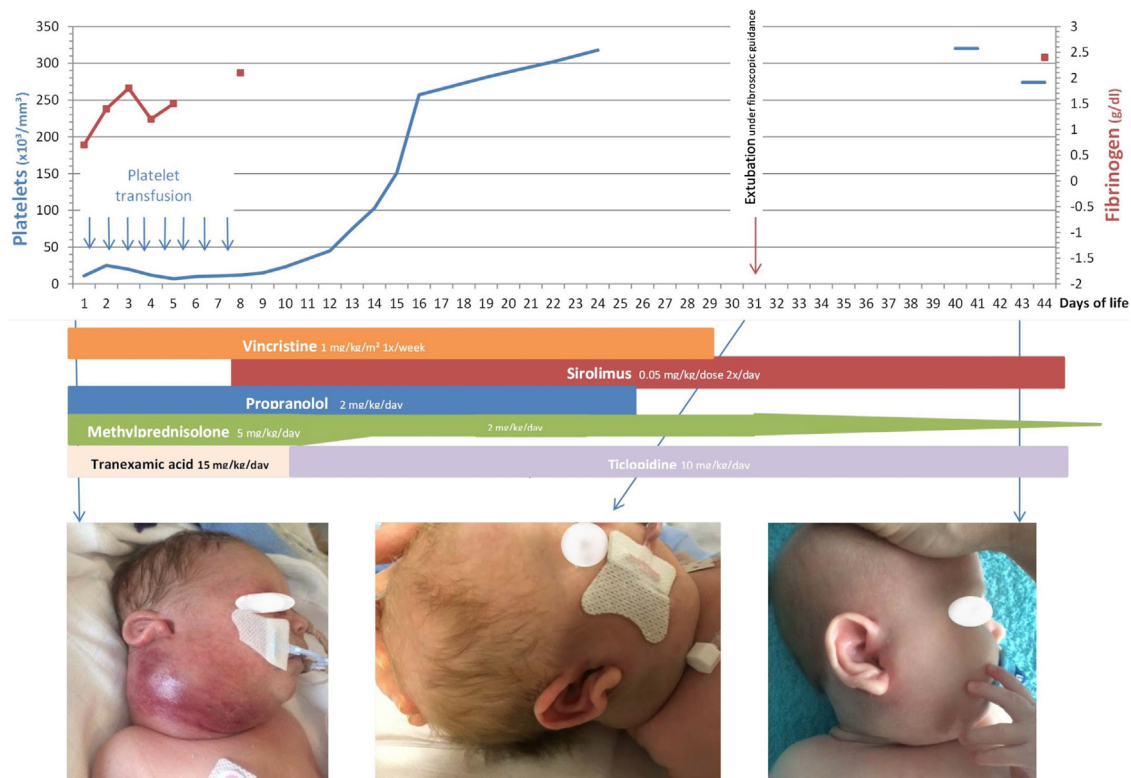 350
300
250
200
150
100
50
0
Platelets (x10³/mm³)
Platelet
transfusion
Extubation under fibroscopic guidance
3
2.5
2
1.5
1
0.5
0
-0.5
-1
-1.5
-2
Fibrinogen (g/dl)
1 2 3 4 5 6 7 8 9 10 11 12 13 14 15 16 17 18 19 20 21 22 23 24 25 26 27 28 29 30 31 32 33 34 35 36 37 38 39 40 41 42 43 44 Days of life
Vincristine 1 mg/kg/m² 1x/week
Sirolimus 0.05 mg/kg/dose 2x/day
Propranolol 2 mg/kg/day
Methylprednisolone 5 mg/kg/day 2 mg/kg/day
Tranexamic acid 15 mg/kg/day Ticlopidine 10 mg/kg/day